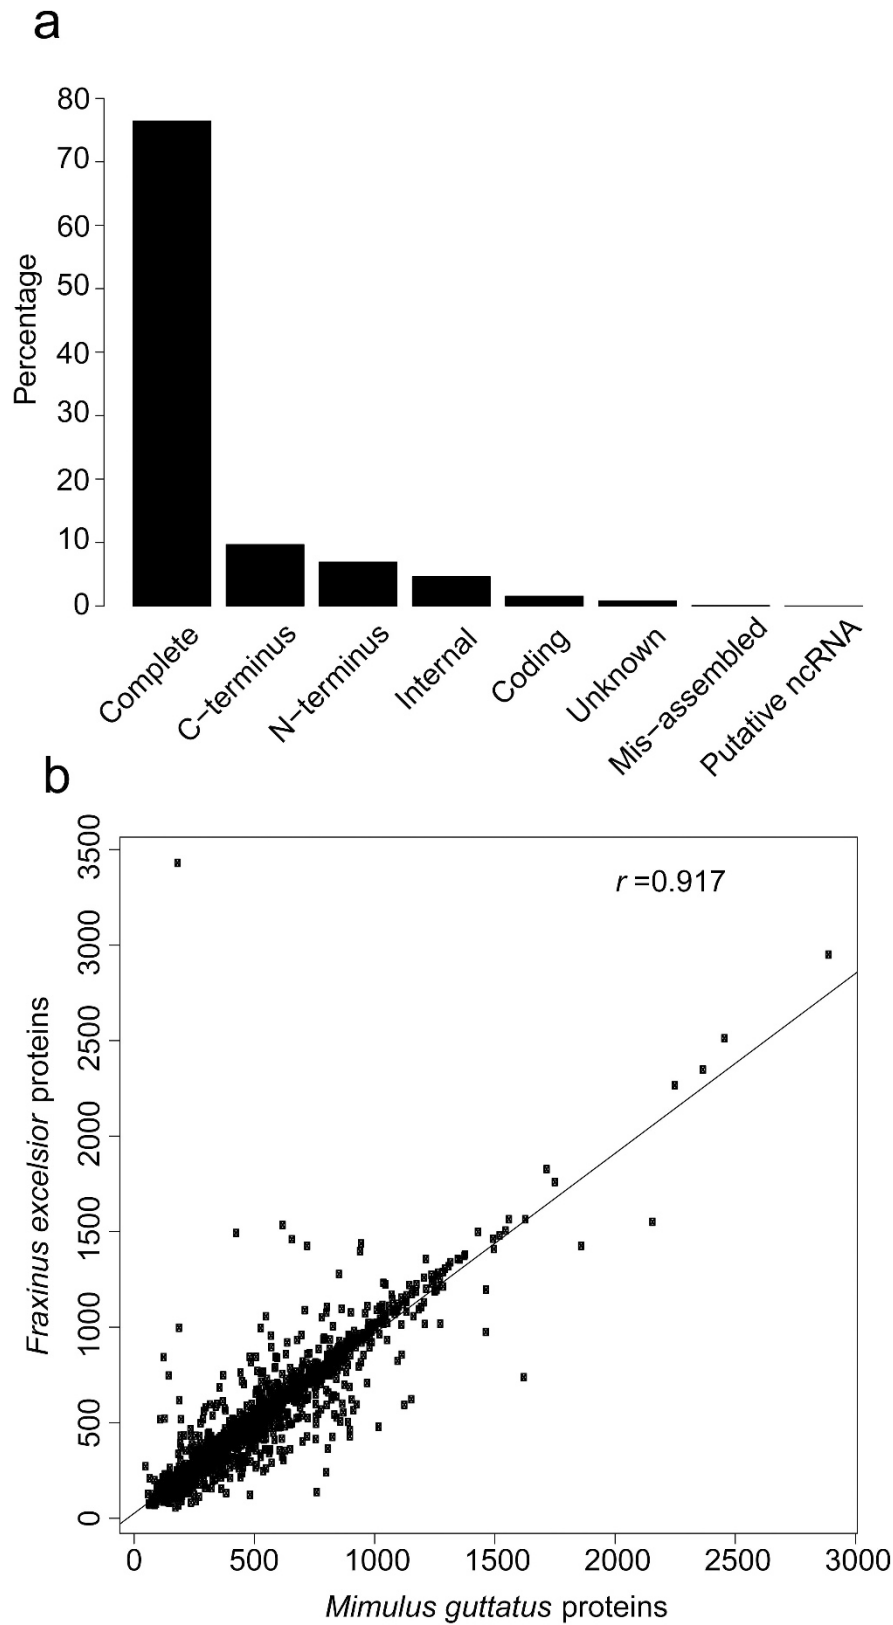 a
80
70
60
50
40
30
20
10
0
Percentage
Complete
C−terminus
N−terminus
Internal
Coding
Unknown
Mis−assembled
Putative ncRNA
b
3500
3000
2500
2000
1500
1000
500
0
Fraxinus excelsior proteins
r =0.917
0 500 1000 1500 2000 2500 3000
Mimulus guttatus proteins